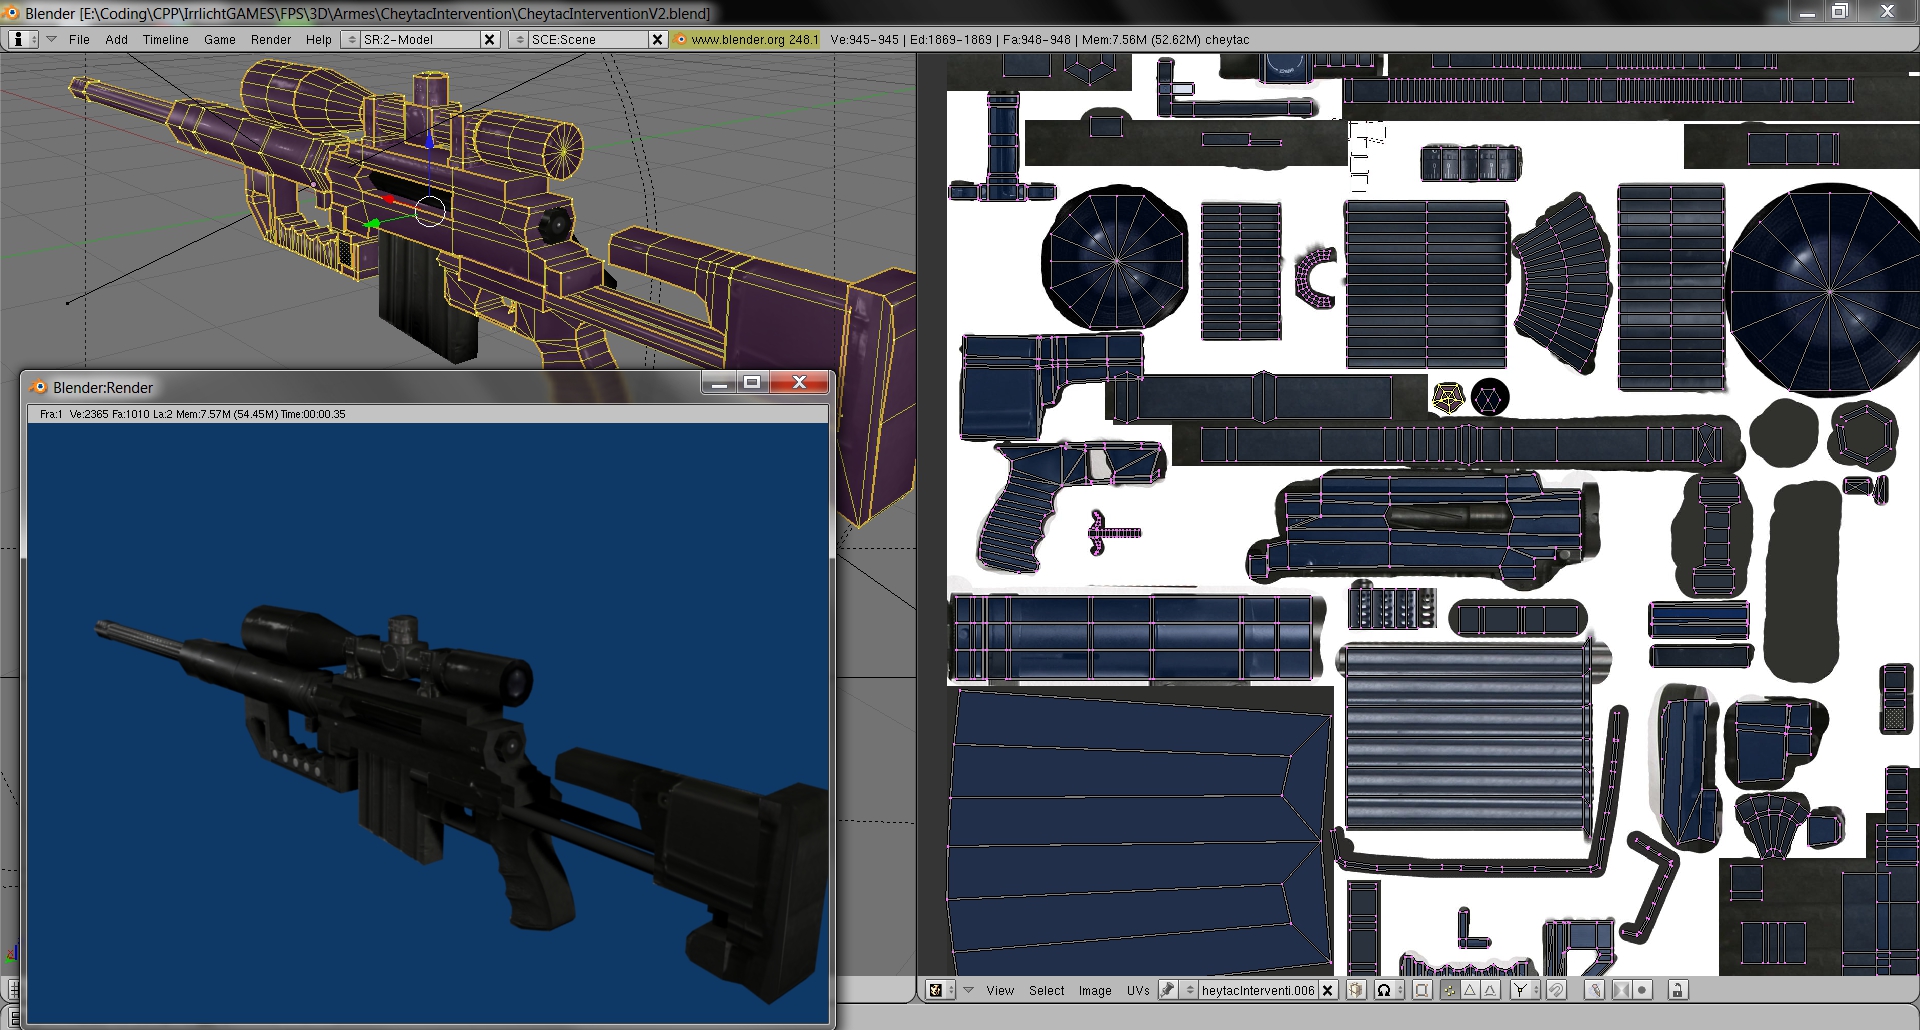 Blender [E:\Coding\CPP\IrrlichtGAMES\FPS\3D\Armes\CheytacIntervention\CheytacInterventionV2.blend]
File Add Timeline Game Render Help SR:2-Model SCE:Scene www.blender.org 248.1 Ve:945-945 | Ed:1869-1869 | Fa:948-948 | Mem:7.56M (52.62M) cheytac
Blender:Render
Fra:1 Ve:2365 Fa:1010 La:2 Mem:7.57M (54.45M) Time:00:00.35
View Select Image UVs heytacInterventi.006